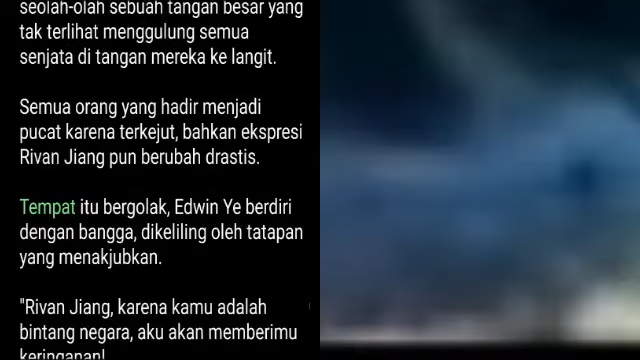 seolah-olah sebuah tangan besar yang
tak terlihat menggulung semua
senjata di tangan mereka ke langit.
Semua orang yang hadir menjadi
pucat karena terkejut, bahkan ekspresi
Rivan Jiang pun berubah drastis.
Tempat itu bergolak, Edwin Ye berdiri
dengan bangga, dikeliling oleh tatapan
yang menakjubkan.
"Rivan Jiang, karena kamu adalah
bintang negara, aku akan memberimu
keringanan!